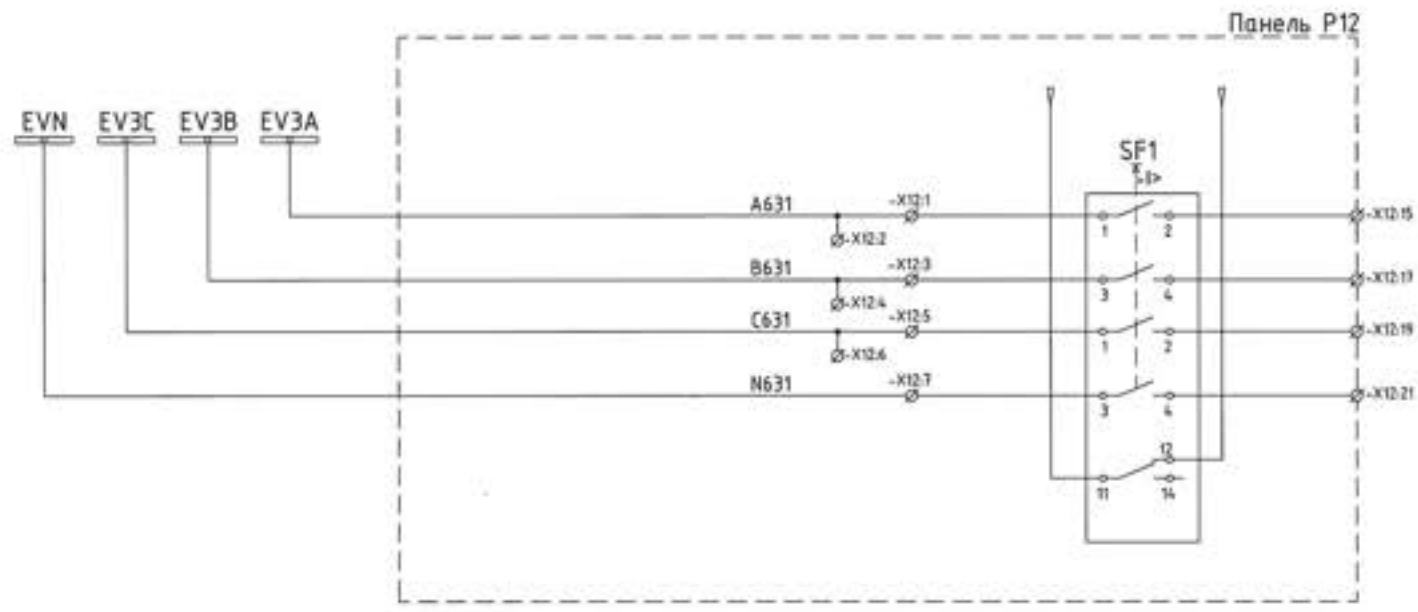 Панель P12
EVN EV3C EV3B EV3A
SF1
I>
A631 -X12:1 1 2 -X12:15
-X12:2
B631 -X12:3 3 4 -X12:17
-X12:4
C631 -X12:5 1 2 -X12:19
-X12:6
N631 -X12:7 3 4 -X12:21
12
11 14